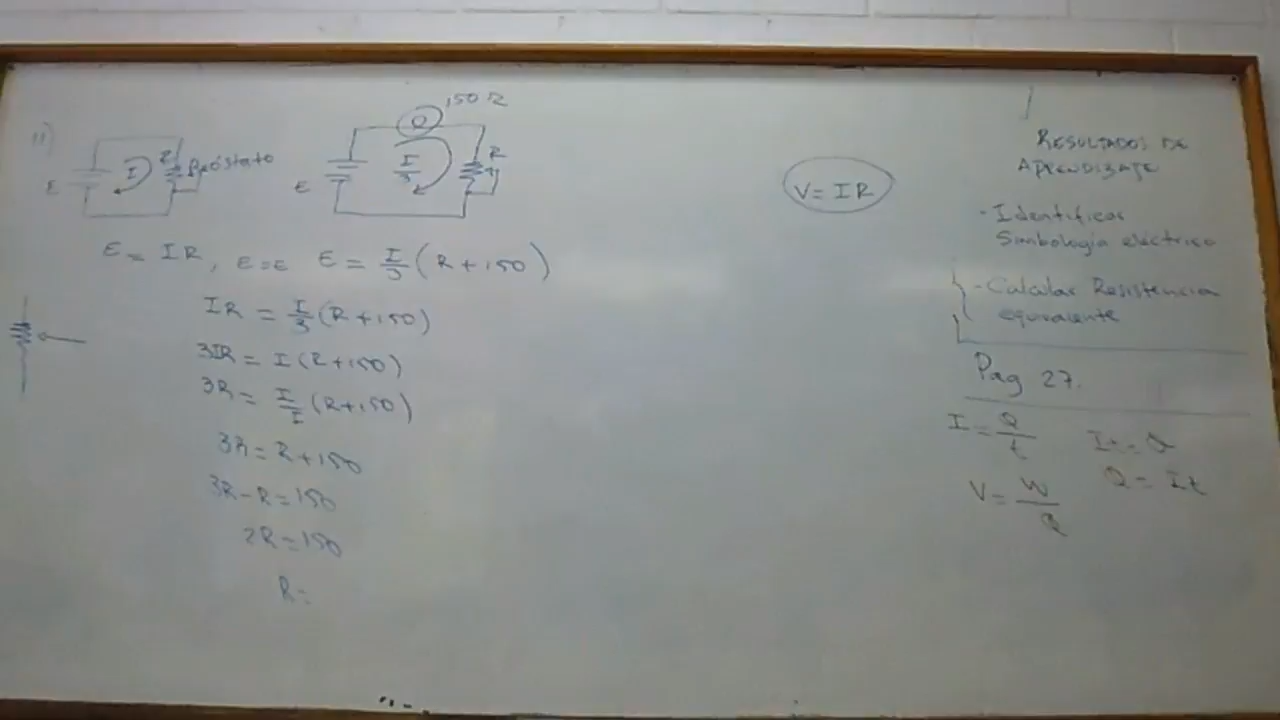 11)
E
I
R
Reóstato
E
150 Ω
I/3
R
E = IR, E=E E = I/3 (R+150)
IR = I/3 (R+150)
3IR = I (R+150)
3R = I/I (R+150)
3R = R+150
3R-R=150
2R=150
R=
V= IR
RESULTADOS DE
APRENDIZAJE
- Identificar
Simbología eléctrica
- Calcular Resistencia
equivalente
Pag 27.
I = Q/t
It = Q
Q = It
V = W/Q